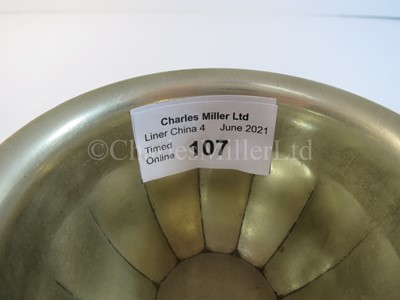 Charles Miller Ltd
Liner China 4 June 2021
Timed
Online 107
©CharlesMillerLtd